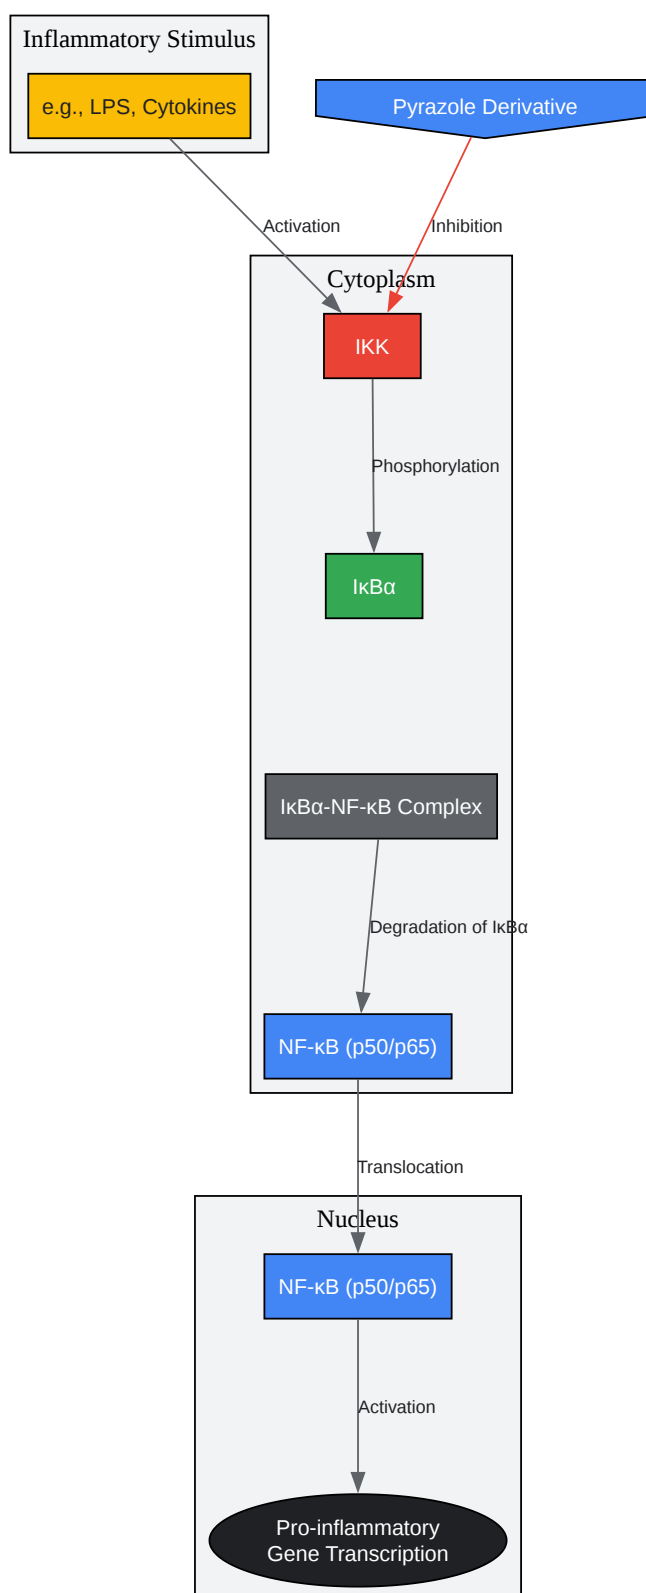 Inflammatory Stimulus
e.g., LPS, Cytokines
Pyrazole Derivative
Activation
Inhibition
Cytoplasm
IKK
Phosphorylation
IκBα
IκBα-NF-κB Complex
Degradation of IκBα
NF-κB (p50/p65)
Translocation
Nucleus
NF-κB (p50/p65)
Activation
Pro-inflammatory
Gene Transcription